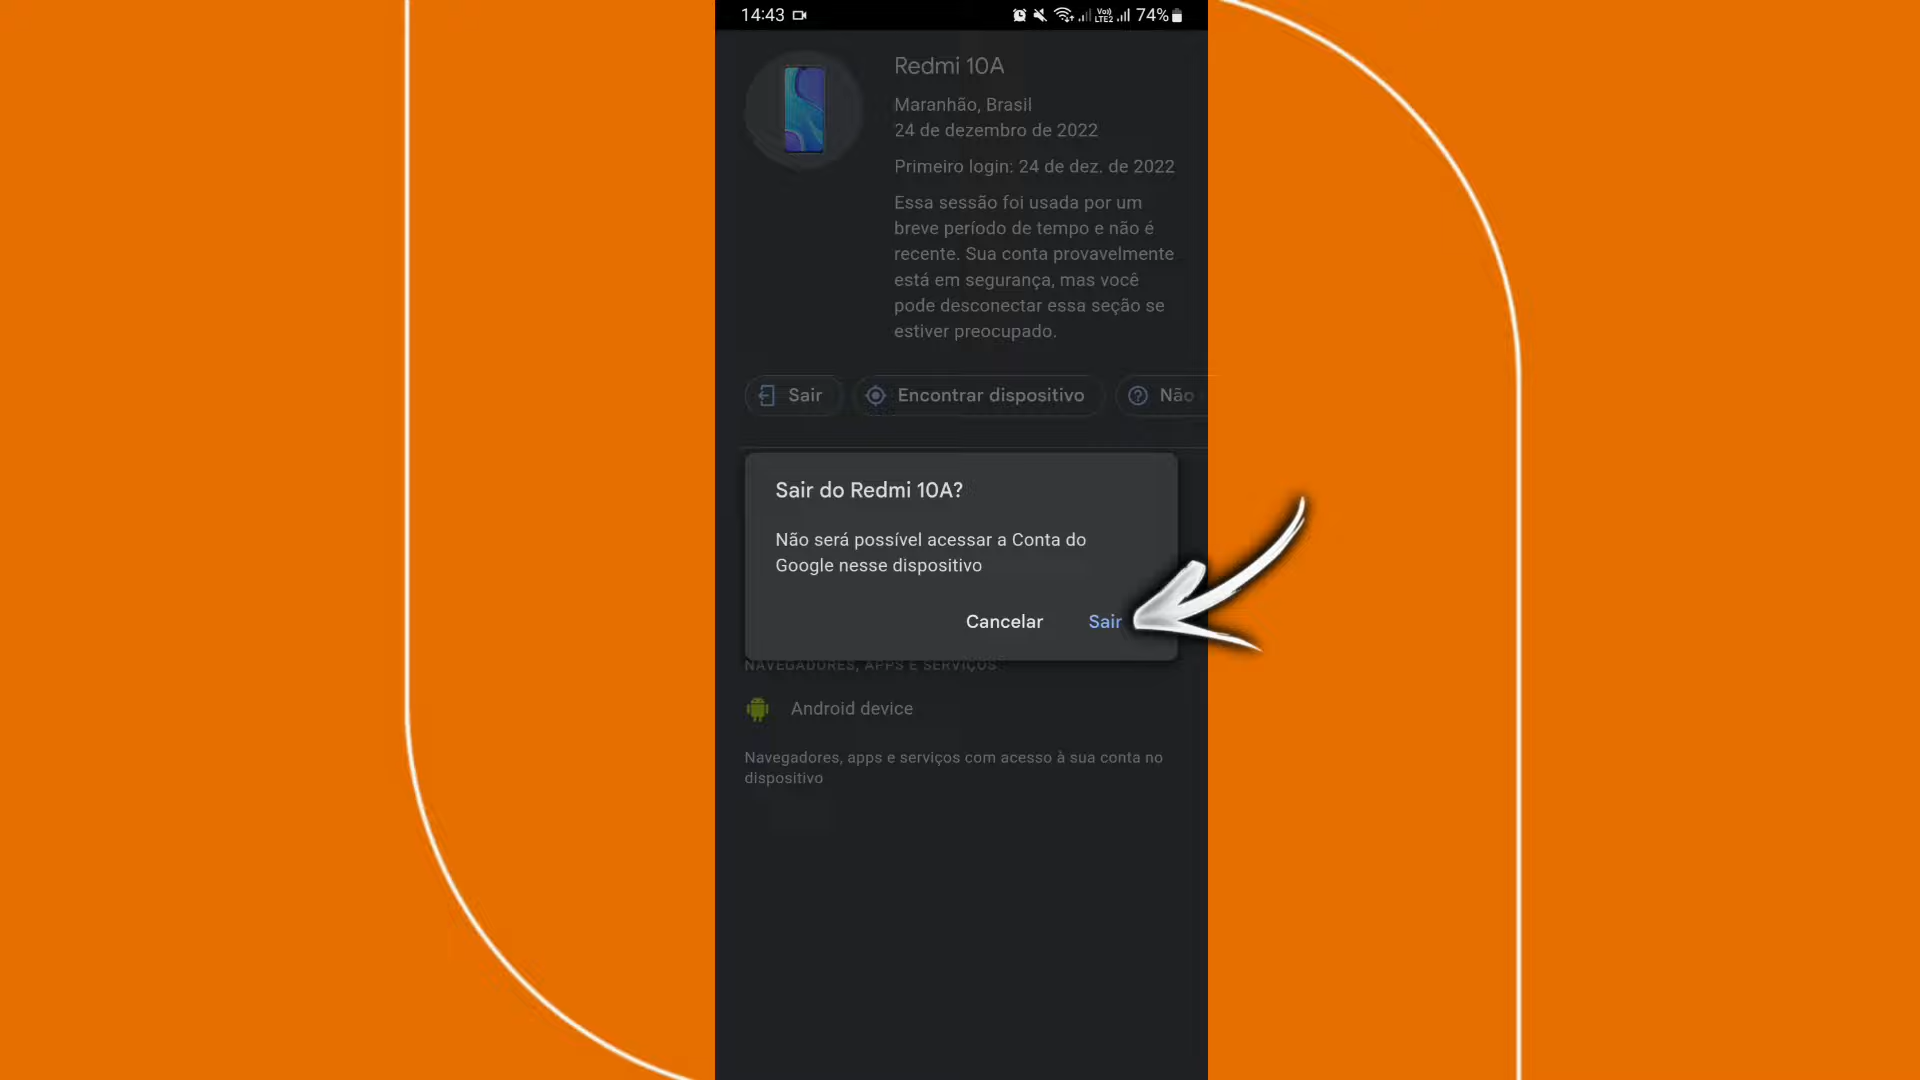 14:43
Vo))
LTE2
74%
Redmi 10A
Maranhão, Brasil
24 de dezembro de 2022
Primeiro login: 24 de dez. de 2022
Essa sessão foi usada por um
breve período de tempo e não é
recente. Sua conta provavelmente
está em segurança, mas você
pode desconectar essa seção se
estiver preocupado.
Sair
Encontrar dispositivo
Não
Sair do Redmi 10A?
Não será possível acessar a Conta do
Google nesse dispositivo
Cancelar
Sair
NAVEGADORES, APPS E SERVIÇOS
Android device
Navegadores, apps e serviços com acesso à sua conta no
dispositivo